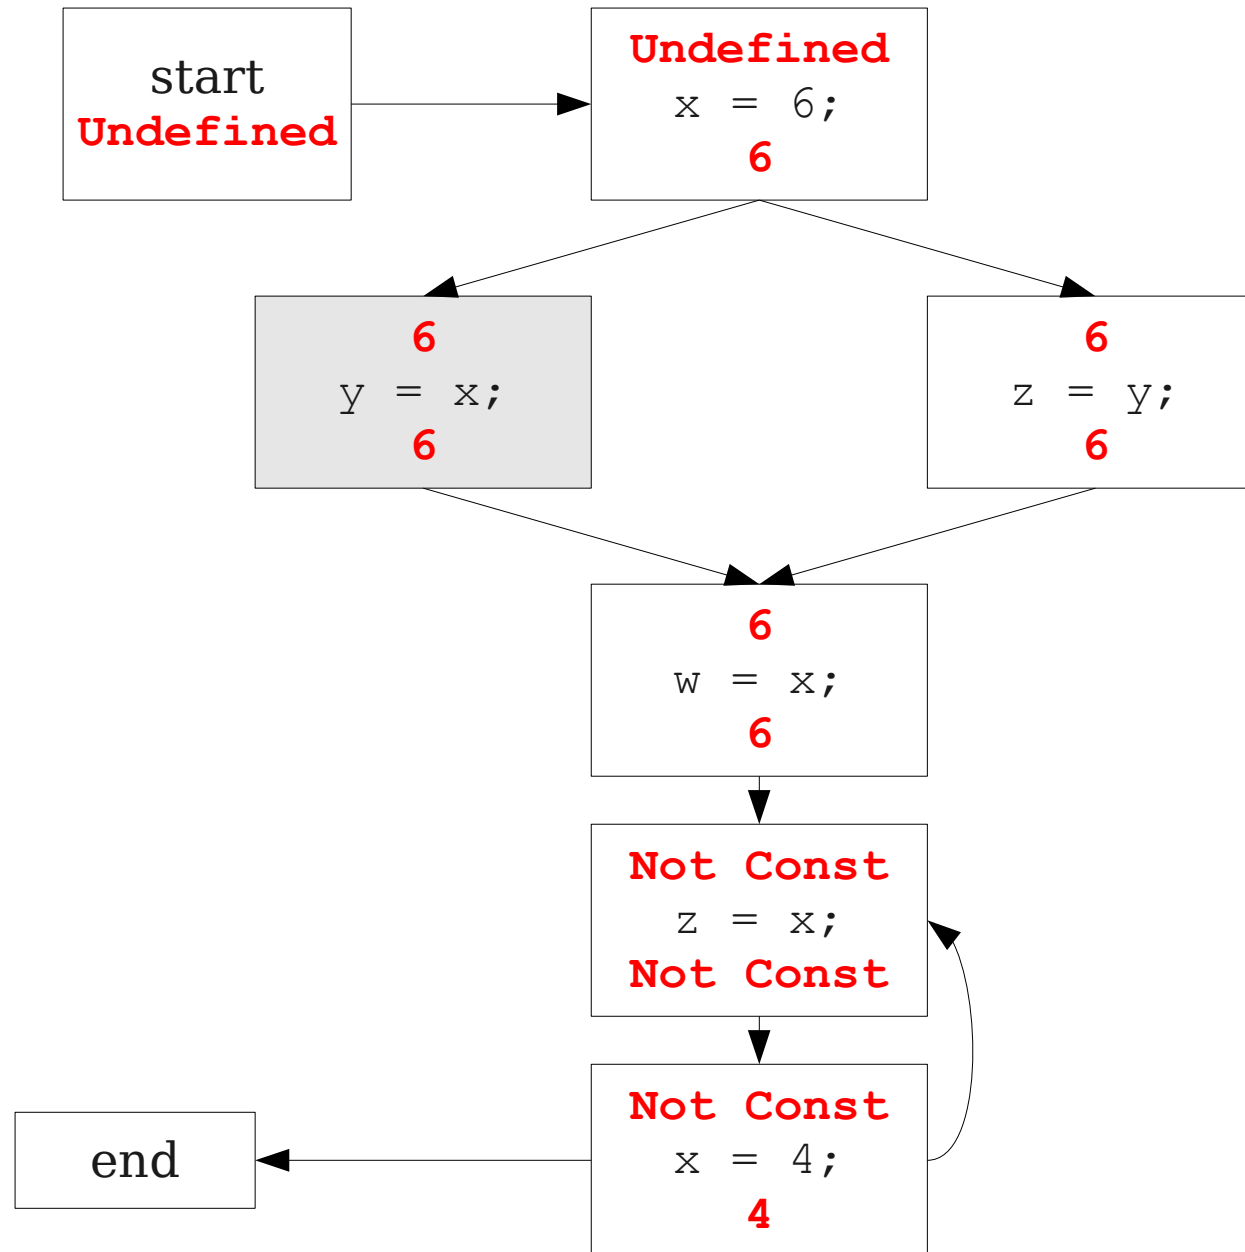 start
Undefined
Undefined
x = 6;
6
6
y = x;
6
6
z = y;
6
6
w = x;
6
Not Const
z = x;
Not Const
Not Const
x = 4;
4
end